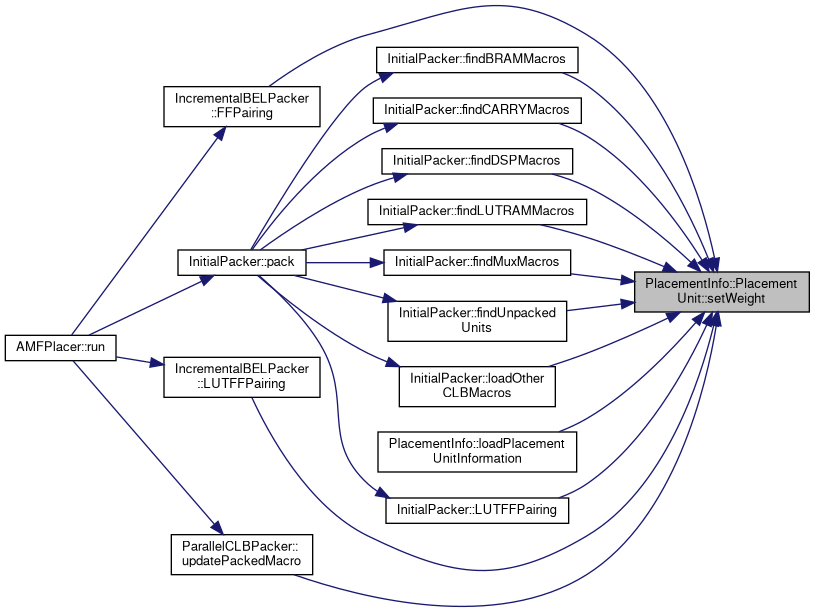 InitialPacker::findBRAMMacros
IncrementalBELPacker
::FFPairing
InitialPacker::findCARRYMacros
InitialPacker::findDSPMacros
InitialPacker::findLUTRAMMacros
InitialPacker::pack
InitialPacker::findMuxMacros
PlacementInfo::Placement
Unit::setWeight
InitialPacker::findUnpacked
Units
AMFPlacer::run
IncrementalBELPacker
::LUTFFPairing
InitialPacker::loadOther
CLBMacros
PlacementInfo::loadPlacement
UnitInformation
InitialPacker::LUTFFPairing
ParallelCLBPacker::
updatePackedMacro